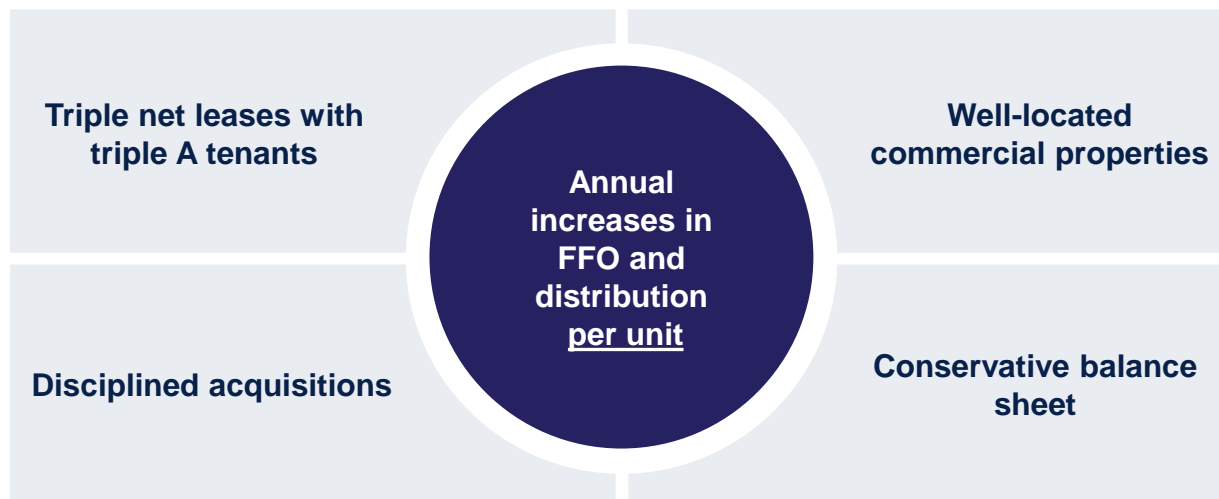 Triple net leases with
triple A tenants
Well-located
commercial properties
Annual
increases in
FFO and
distribution
per unit
Disciplined acquisitions
Conservative balance
sheet